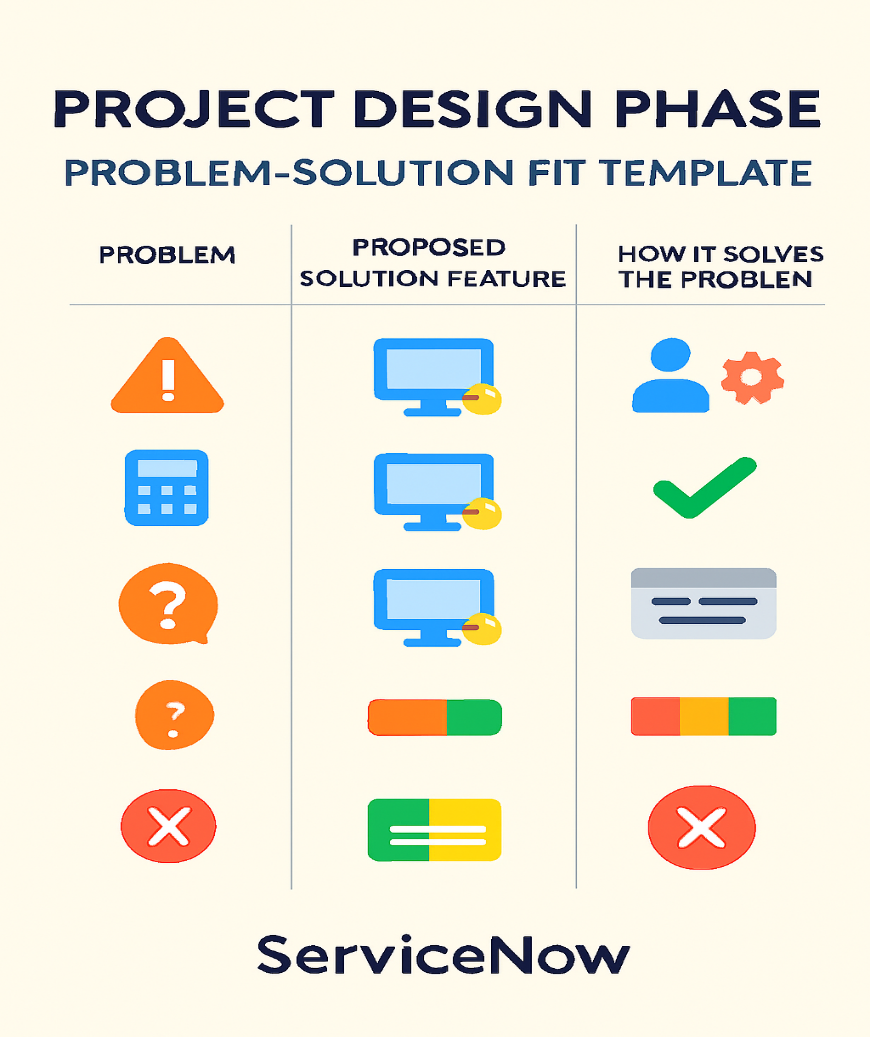 PROJECT DESIGN PHASE
PROBLEM-SOLUTION FIT TEMPLATE
PROBLEM
PROPOSED
SOLUTION FEATURE
HOW IT SOLVES
THE PROBLEN
!
?
?
ServiceNow